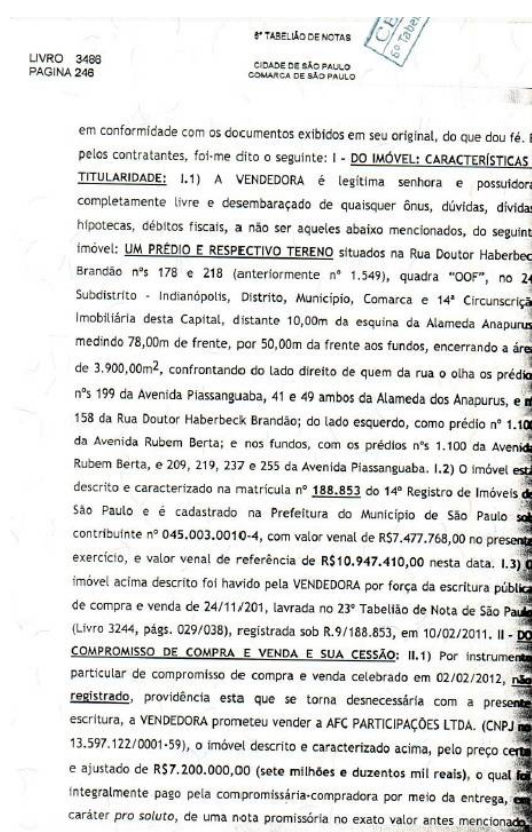 6º TABELIÃO DE NOTAS
CE
6º Tabel
LIVRO 3486
PAGINA 246
CIDADE DE SÃO PAULO
COMARCA DE SÃO PAULO
em conformidade com os documentos exibidos em seu original, do que dou fé. E
pelos contratantes, foi-me dito o seguinte: I - DO IMÓVEL: CARACTERÍSTICAS
TITULARIDADE: I.1) A VENDEDORA é legítima senhora e possuidora
completamente livre e desembaraçado de quaisquer ônus, dúvidas, dívidas
hipotecas, débitos fiscais, a não ser aqueles abaixo mencionados, do seguint
imóvel: UM PRÉDIO E RESPECTIVO TERENO situados na Rua Doutor Haberbec
Brandão nºs 178 e 218 (anteriormente nº 1.549), quadra "OOF", no 24
Subdistrito - Indianópolis, Distrito, Município, Comarca e 14ª Circunscriçã
Imobiliária desta Capital, distante 10,00m da esquina da Alameda Anapurus
medindo 78,00m de frente, por 50,00m da frente aos fundos, encerrando a área
de 3.900,00m², confrontando do lado direito de quem da rua o olha os prédio
nºs 199 da Avenida Piassanguaba, 41 e 49 ambos da Alameda dos Anapurus, e n
158 da Rua Doutor Haberbeck Brandão; do lado esquerdo, como prédio nº 1.100
da Avenida Rubem Berta; e nos fundos, com os prédios nºs 1.100 da Avenida
Rubem Berta, e 209, 219, 237 e 255 da Avenida Piassanguaba. I.2) O imóvel está
descrito e caracterizado na matrícula nº 188.853 do 14º Registro de Imóveis de
São Paulo e é cadastrado na Prefeitura do Município de São Paulo sob
contribuinte nº 045.003.0010-4, com valor venal de R$7.477.768,00 no presente
exercício, e valor venal de referência de R$10.947.410,00 nesta data. I.3) O
imóvel acima descrito foi havido pela VENDEDORA por força da escritura pública
de compra e venda de 24/11/201, lavrada no 23º Tabelião de Nota de São Paulo
(Livro 3244, págs. 029/038), registrada sob R.9/188.853, em 10/02/2011. II - DO
COMPROMISSO DE COMPRA E VENDA E SUA CESSÃO: II.1) Por instrumento
particular de compromisso de compra e venda celebrado em 02/02/2012, não
registrado, providência esta que se torna desnecessária com a presente
escritura, a VENDEDORA prometeu vender a AFC PARTICIPAÇÕES LTDA. (CNPJ no
13.597.122/0001-59), o imóvel descrito e caracterizado acima, pelo preço certo
e ajustado de R$7.200.000,00 (sete milhões e duzentos mil reais), o qual foi
integralmente pago pela compromissária-compradora por meio da entrega, em
caráter pro soluto, de uma nota promissória no exato valor antes mencionado,